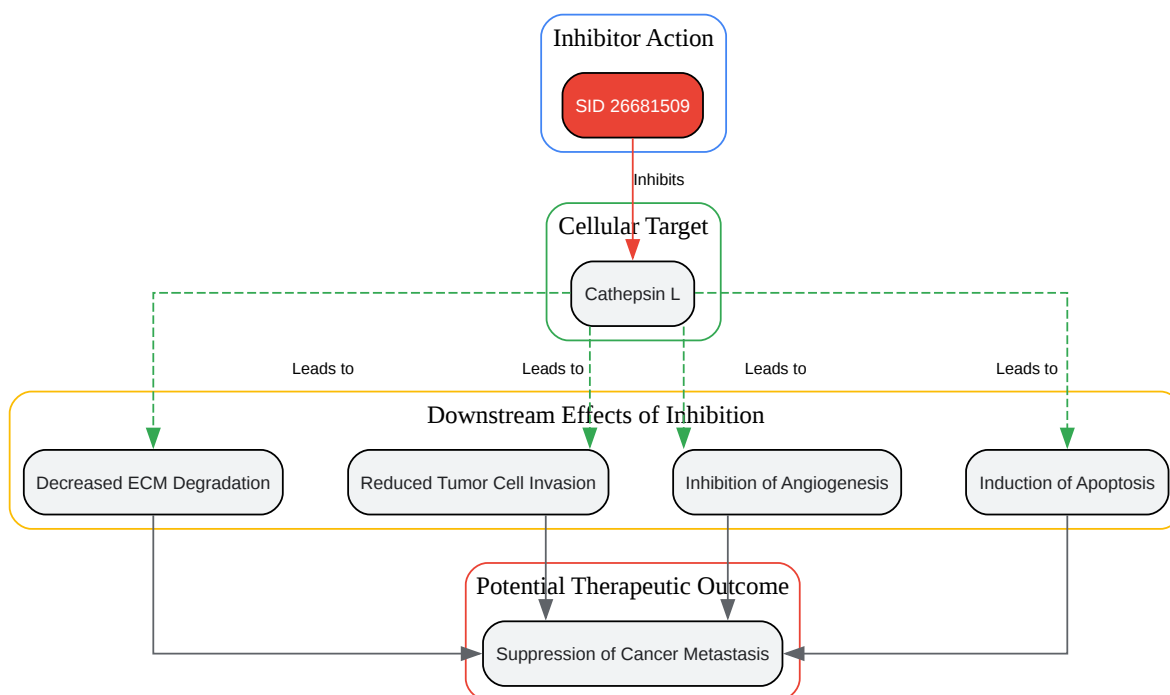 Inhibitor Action
SID 26681509
Inhibits
Cellular Target
Cathepsin L
Leads to
Leads to
Leads to
Leads to
Downstream Effects of Inhibition
Decreased ECM Degradation
Reduced Tumor Cell Invasion
Inhibition of Angiogenesis
Induction of Apoptosis
Potential Therapeutic Outcome
Suppression of Cancer Metastasis